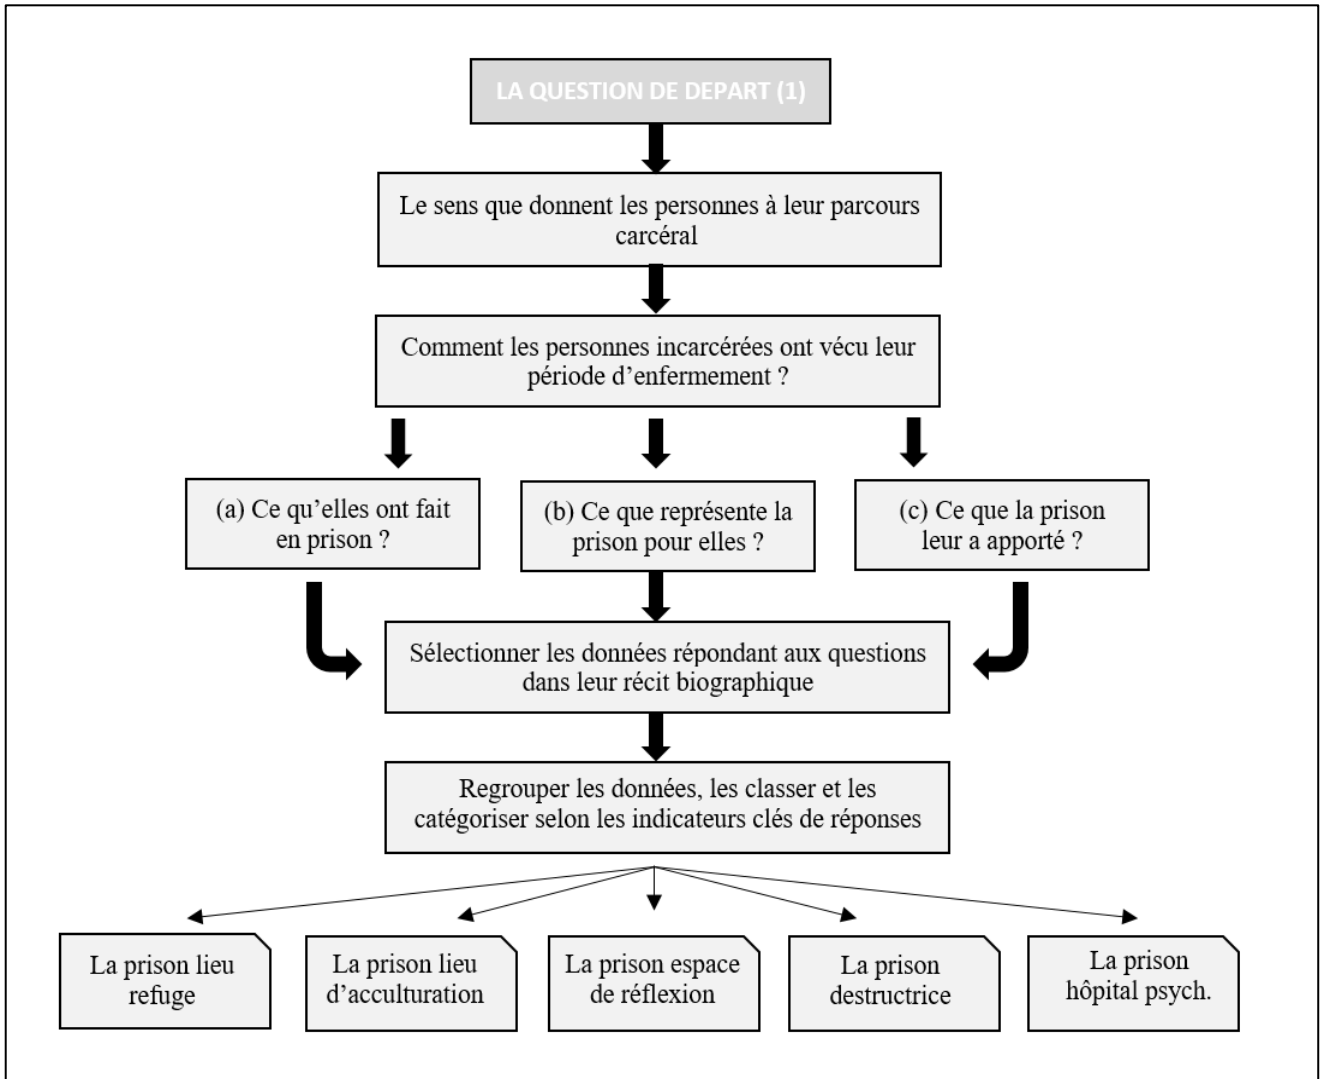 LA QUESTION DE DEPART (1)
Le sens que donnent les personnes à leur parcours
carcéral
Comment les personnes incarcérées ont vécu leur
période d’enfermement ?
(a) Ce qu’elles ont fait
en prison ?
(b) Ce que représente la
prison pour elles ?
(c) Ce que la prison
leur a apporté ?
Sélectionner les données répondant aux questions
dans leur récit biographique
Regrouper les données, les classer et les
catégoriser selon les indicateurs clés de réponses
La prison lieu
refuge
La prison lieu
d’acculturation
La prison espace
de réflexion
La prison
destructrice
La prison
hôpital psych.